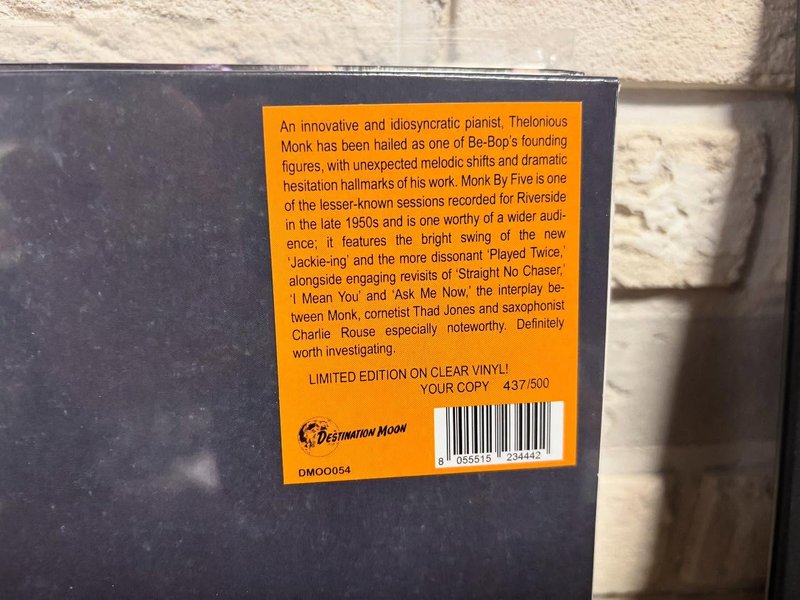 An innovative and idiosyncratic pianist, Thelonious
Monk has been hailed as one of Be-Bop's founding
figures, with unexpected melodic shifts and dramatic
hesitation hallmarks of his work. Monk By Five is one
of the lesser-known sessions recorded for Riverside
in the late 1950s and is one worthy of a wider audi-
ence; it features the bright swing of the new
'Jackie-ing' and the more dissonant 'Played Twice,'
alongside engaging revisits of 'Straight No Chaser,'
'I Mean You' and 'Ask Me Now,' the interplay be-
tween Monk, cornetist Thad Jones and saxophonist
Charlie Rouse especially noteworthy. Definitely
worth investigating.
LIMITED EDITION ON CLEAR VINYL!
YOUR COPY 437/500
DESTINATION MOON
DMOO054
8 055515 234442